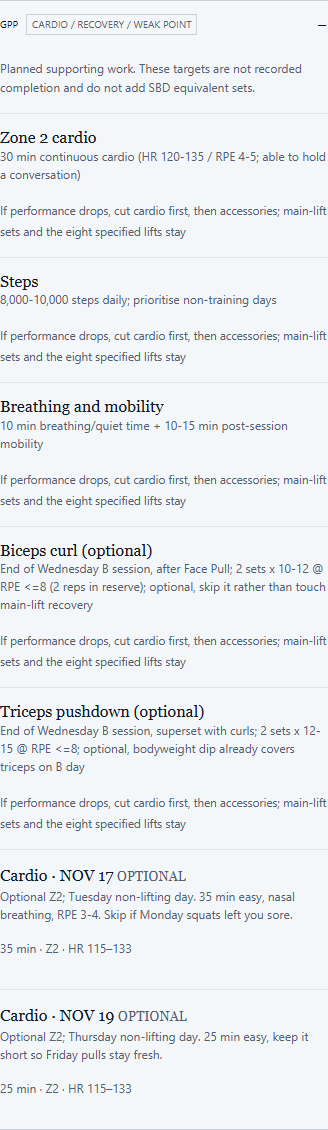 GPP CARDIO / RECOVERY / WEAK POINT –
Planned supporting work. These targets are not recorded
completion and do not add SBD equivalent sets.
Zone 2 cardio
30 min continuous cardio (HR 120-135 / RPE 4-5; able to hold
a conversation)
If performance drops, cut cardio first, then accessories; main-lift
sets and the eight specified lifts stay
Steps
8,000-10,000 steps daily; prioritise non-training days
If performance drops, cut cardio first, then accessories; main-lift
sets and the eight specified lifts stay
Breathing and mobility
10 min breathing/quiet time + 10-15 min post-session
mobility
If performance drops, cut cardio first, then accessories; main-lift
sets and the eight specified lifts stay
Biceps curl (optional)
End of Wednesday B session, after Face Pull; 2 sets x 10-12 @
RPE <=8 (2 reps in reserve); optional, skip it rather than touch
main-lift recovery
If performance drops, cut cardio first, then accessories; main-lift
sets and the eight specified lifts stay
Triceps pushdown (optional)
End of Wednesday B session, superset with curls; 2 sets x 12-
15 @ RPE <=8; optional, bodyweight dip already covers
triceps on B day
If performance drops, cut cardio first, then accessories; main-lift
sets and the eight specified lifts stay
Cardio · NOV 17 OPTIONAL
Optional Z2; Tuesday non-lifting day. 35 min easy, nasal
breathing, RPE 3-4. Skip if Monday squats left you sore.
35 min · Z2 · HR 115–133
Cardio · NOV 19 OPTIONAL
Optional Z2; Thursday non-lifting day. 25 min easy, keep it
short so Friday pulls stay fresh.
25 min · Z2 · HR 115–133